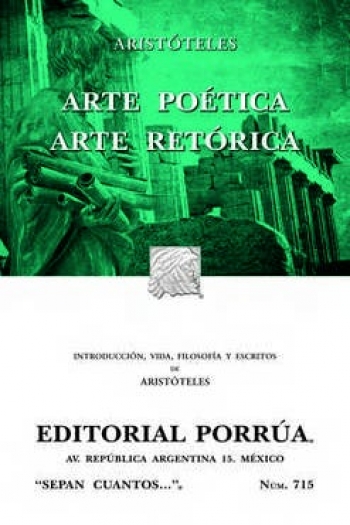 ARISTÓTELES
ARTE POÉTICA
ARTE RETÓRICA
INTRODUCCIÓN, VIDA, FILOSOFÍA Y ESCRITOS
DE
ARISTÓTELES
EDITORIAL PORRÚA®
AV. REPÚBLICA ARGENTINA 15. MÉXICO
“SEPAN CUANTOS...”® NÚM. 715